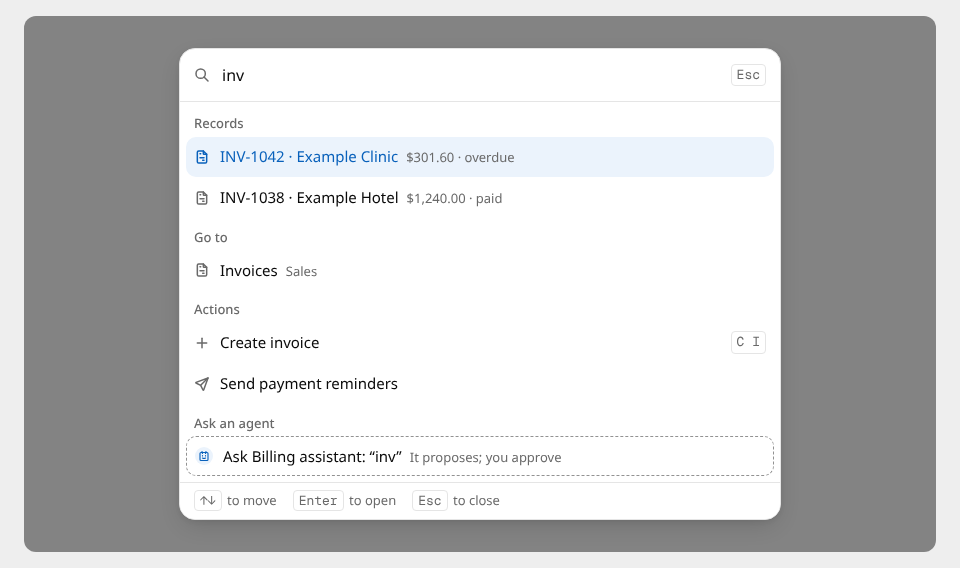 inv Esc
Records
INV-1042 · Example Clinic $301.60 · overdue
INV-1038 · Example Hotel $1,240.00 · paid
Go to
Invoices Sales
Actions
Create invoice C I
Send payment reminders
Ask an agent
Ask Billing assistant: “inv” It proposes; you approve
↑↓ to move Enter to open Esc to close